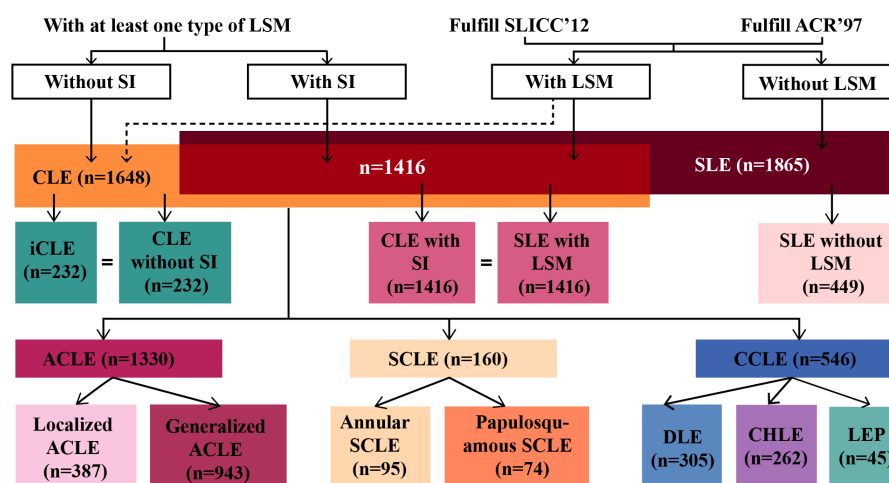 With at least one type of LSM
Fulfill SLICC’12
Fulfill ACR’97
Without SI
With SI
With LSM
Without LSM
CLE (n=1648)
n=1416
SLE (n=1865)
iCLE
(n=232)
=
CLE
without SI
(n=232)
CLE with
SI
(n=1416)
=
SLE with
LSM
(n=1416)
SLE without
LSM
(n=449)
ACLE (n=1330)
SCLE (n=160)
CCLE (n=546)
Localized
ACLE
(n=387)
Generalized
ACLE
(n=943)
Annular
SCLE
(n=95)
Papulosqu-
amous SCLE
(n=74)
DLE
(n=305)
CHLE
(n=262)
LEP
(n=45)